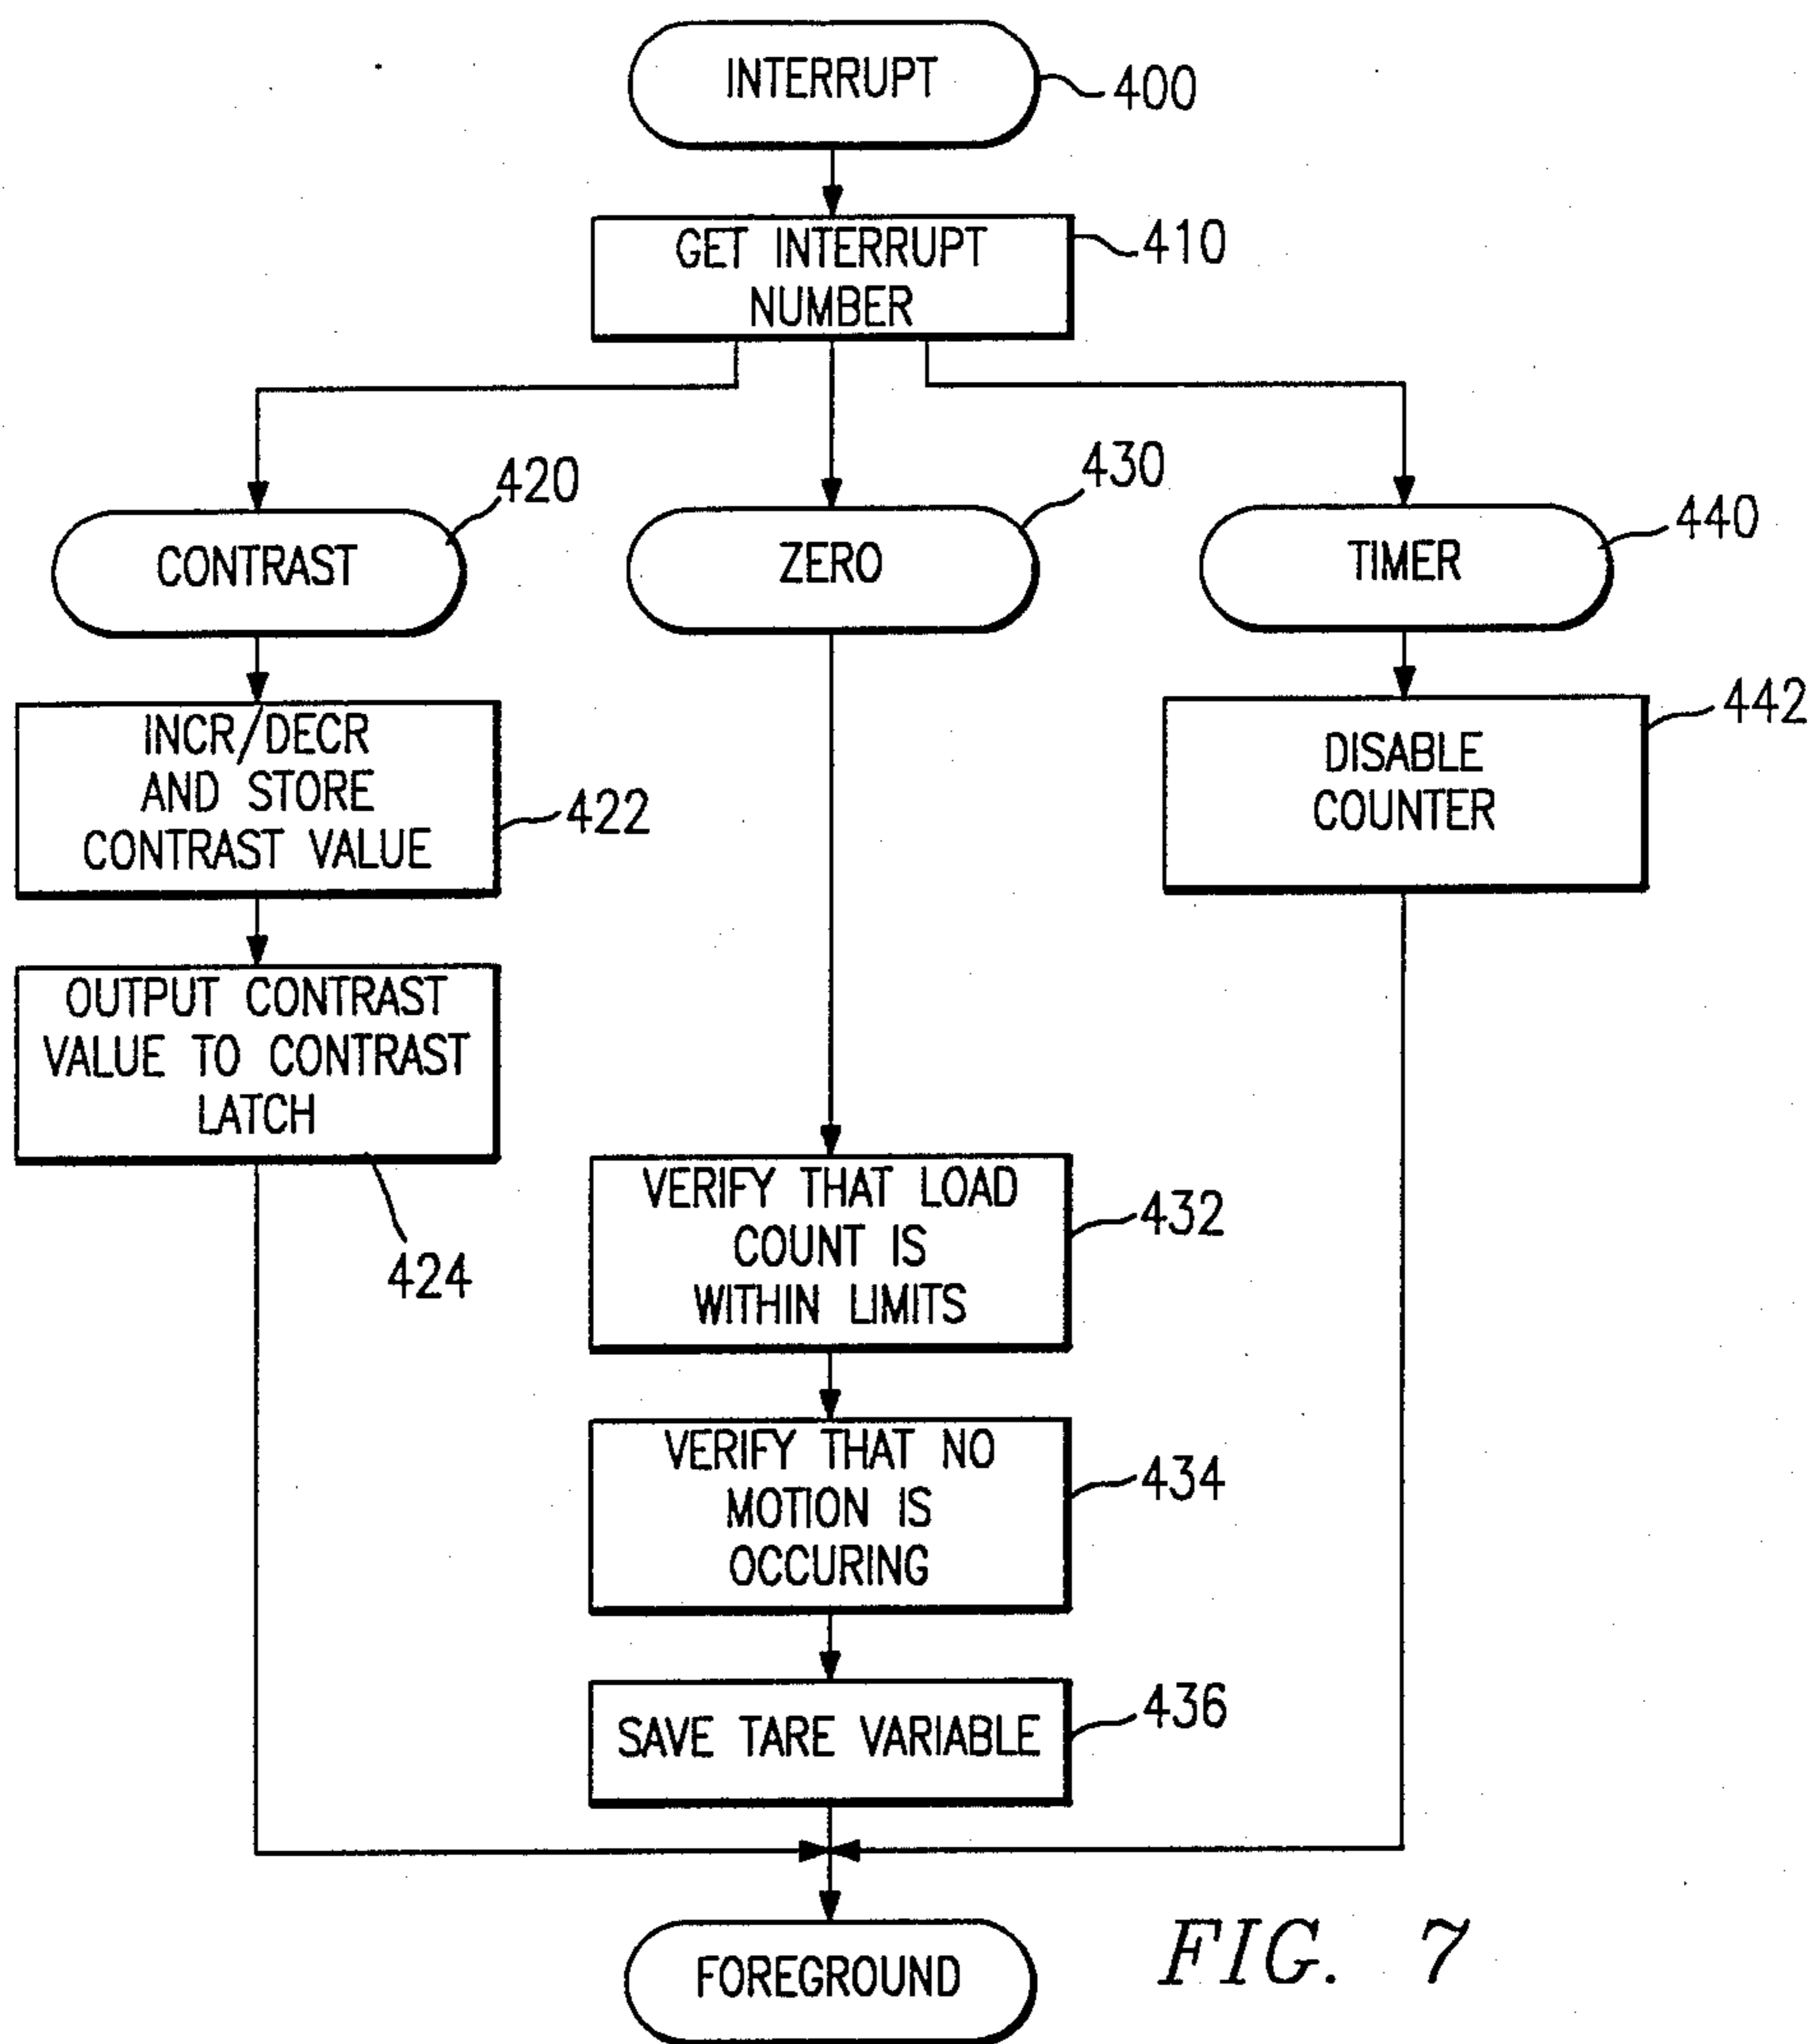 INTERRUPT
400
GET INTERRUPT
NUMBER
410
CONTRAST
420
ZERO
430
TIMER
440
INCR/DECR
AND STORE
CONTRAST VALUE
422
DISABLE
COUNTER
442
OUTPUT CONTRAST
VALUE TO CONTRAST
LATCH
424
VERIFY THAT LOAD
COUNT IS
WITHIN LIMITS
432
VERIFY THAT NO
MOTION IS
OCCURING
434
SAVE TARE VARIABLE
436
FOREGROUND
FIG. 7